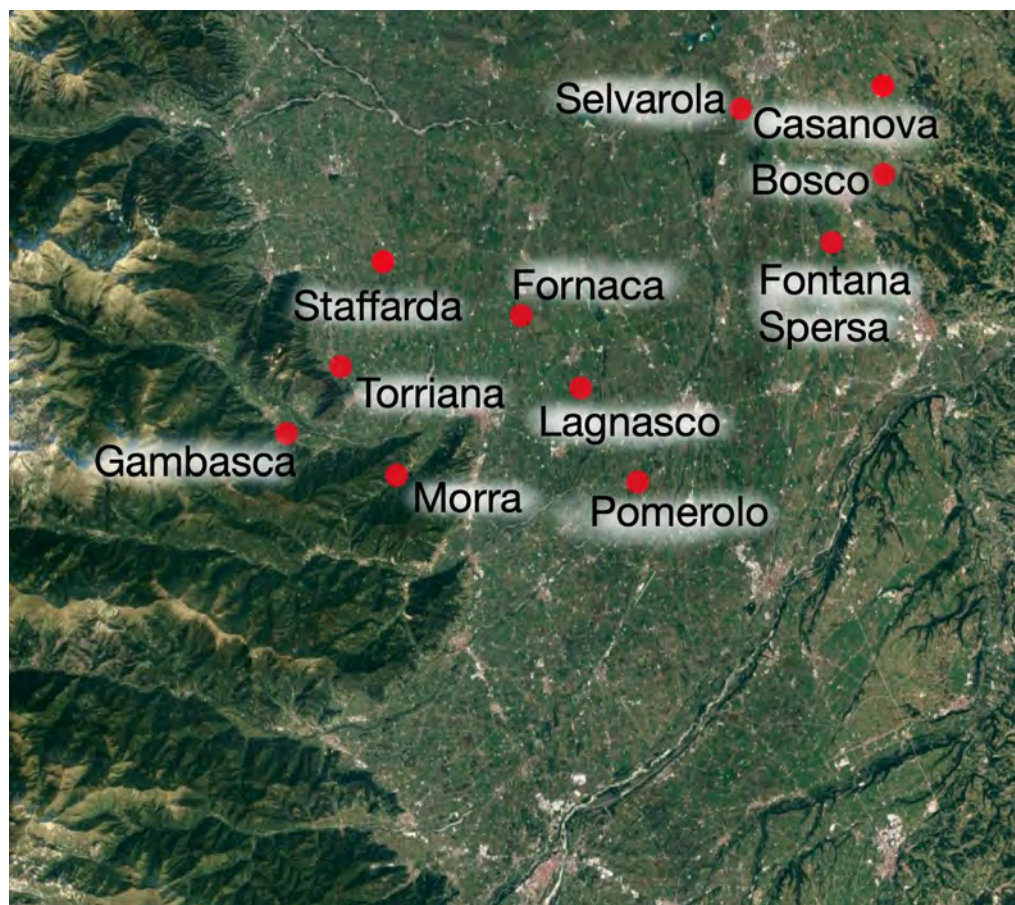 Selvarola
Casanova
Bosco
Fontana
Spersa
Staffarda
Fornaca
Torriana
Lagnasco
Gambasca
Morra
Pomerolo